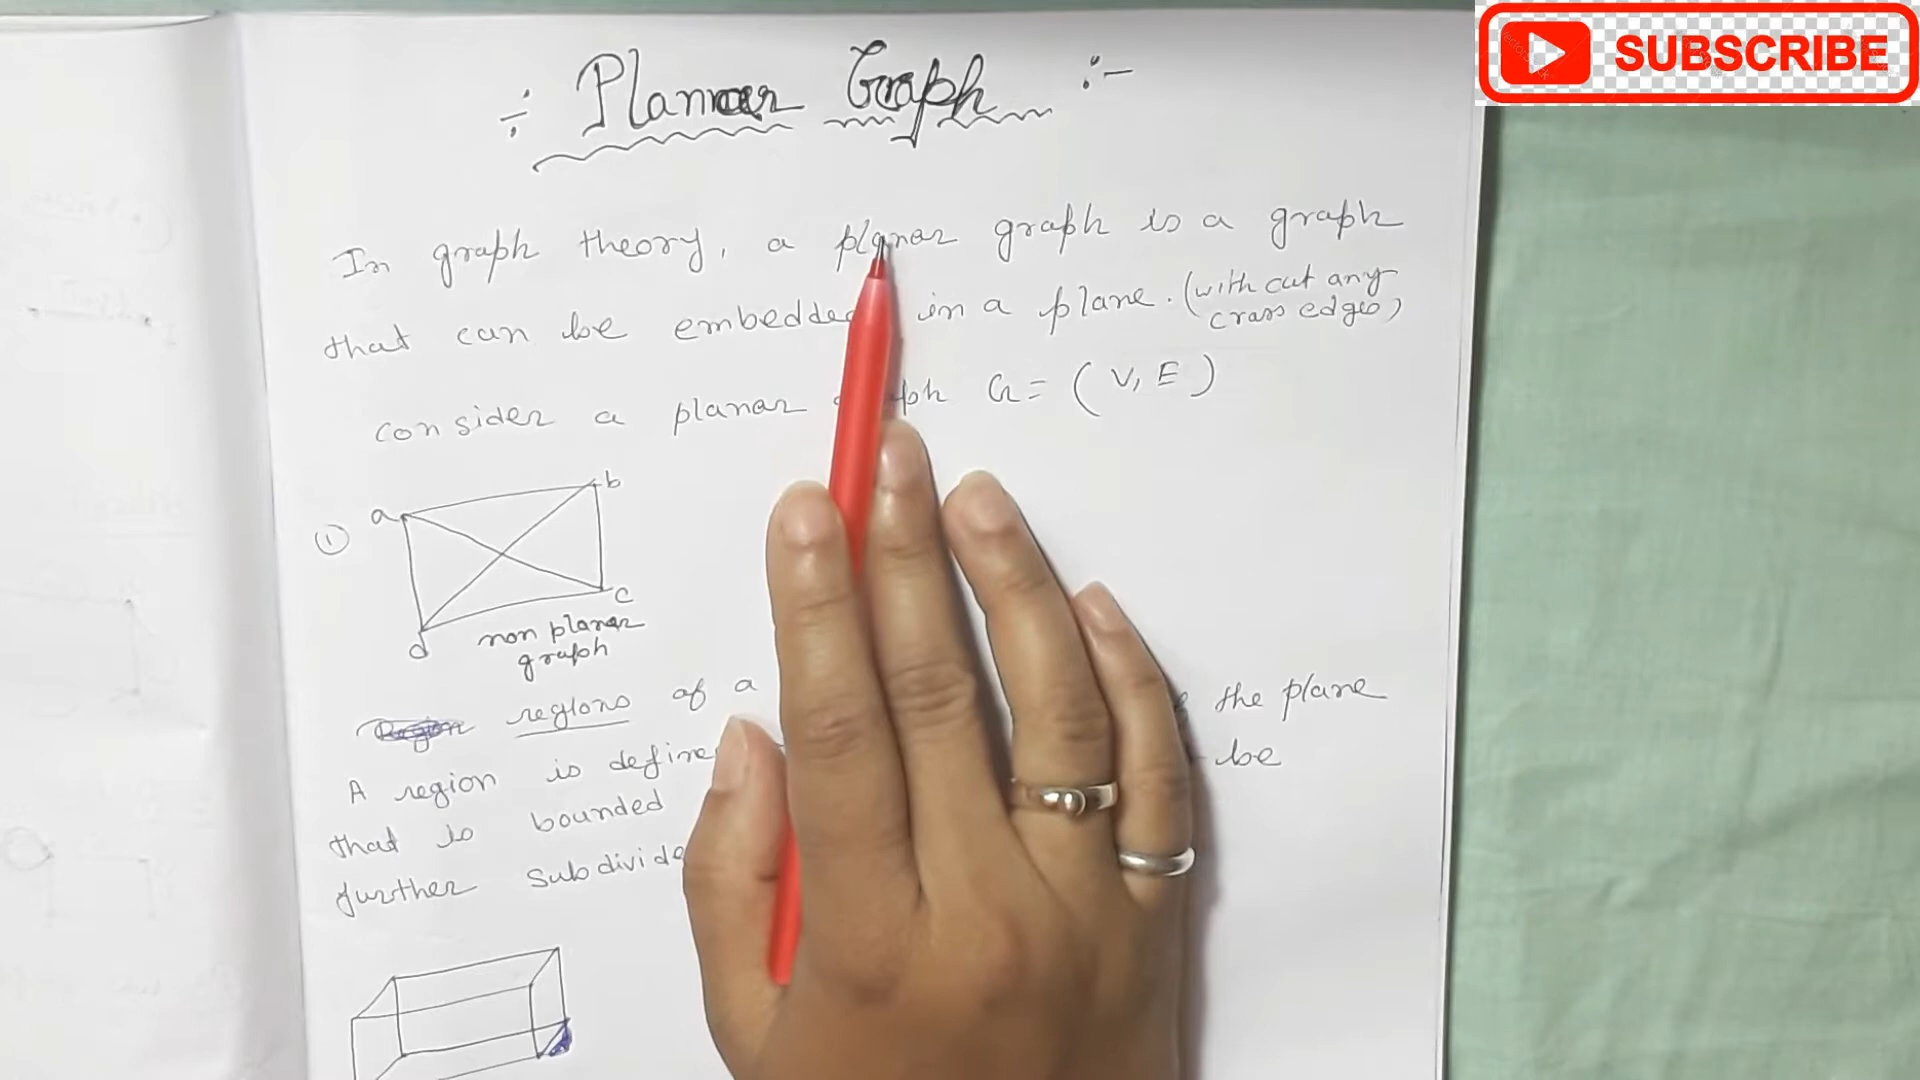 SUBSCRIBE
÷ Planar Graph :-
In graph theory, a planar graph is a graph
that can be embedded in a plane. (without any
cross edges)
consider a planar graph G = (V, E)
①
a
b
c
d
non planar
graph
regions of a the plane
A region is define be
that is bounded
further subdivide